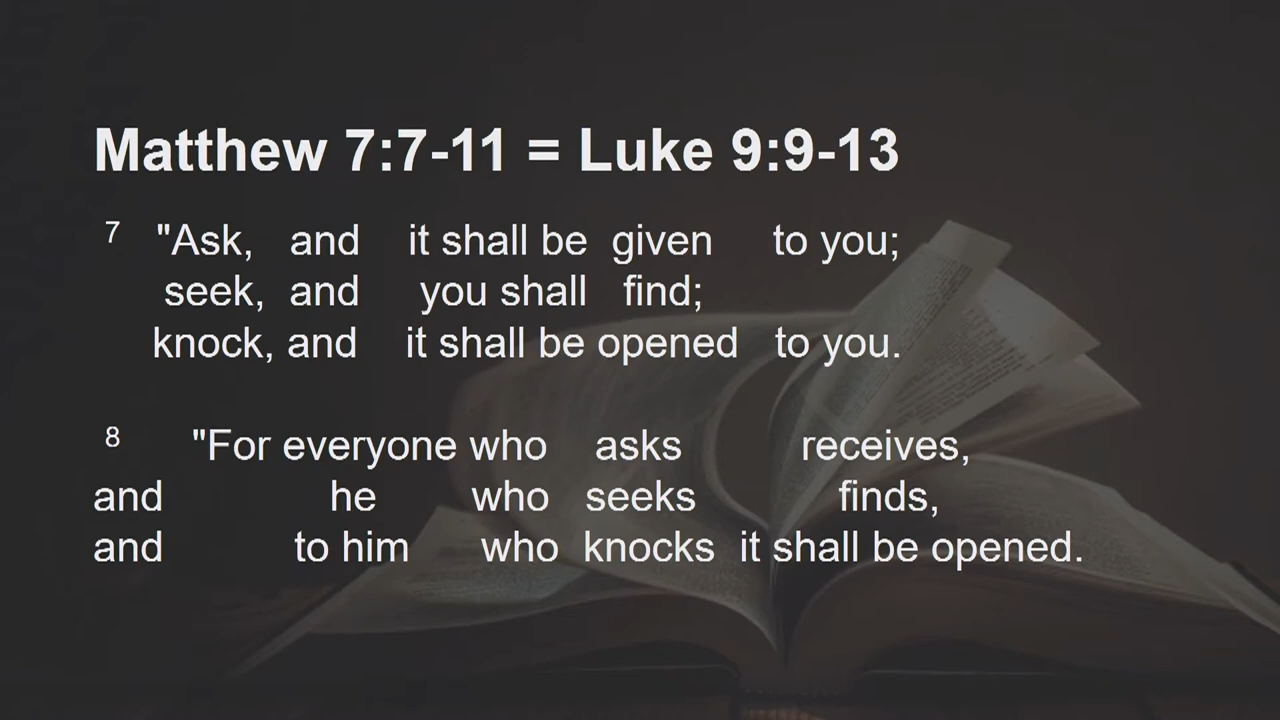 Matthew 7:7-11 = Luke 9:9-13
7 "Ask, and it shall be given to you;
seek, and you shall find;
knock, and it shall be opened to you.
8 "For everyone who asks receives,
and he who seeks finds,
and to him who knocks it shall be opened.